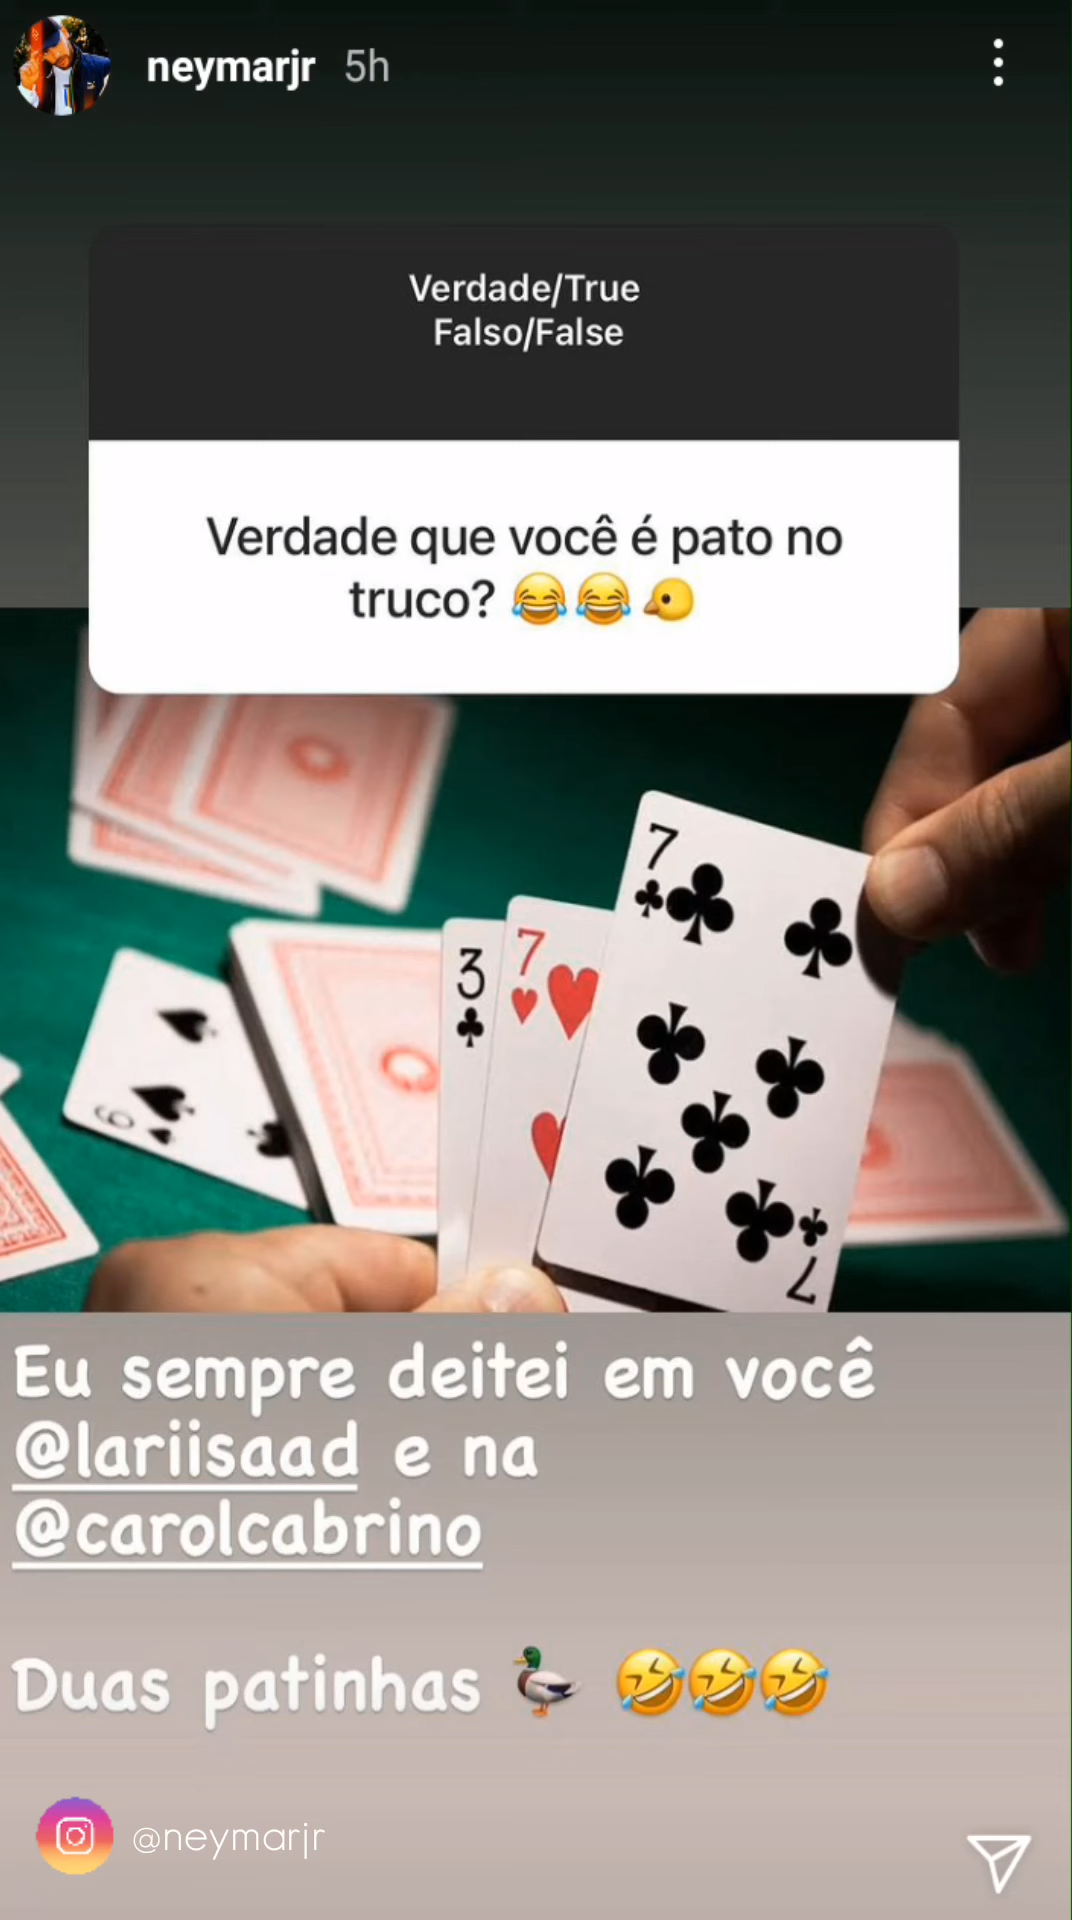 neymarjr 5h
Verdade/True
Falso/False
Verdade que você é pato no
truco? 😂😂🐤
7
7
3
6
7
Eu sempre deitei em você
@lariisaad e na
@carolcabrino
Duas patinhas 🦆 🤣🤣🤣
@neymarjr